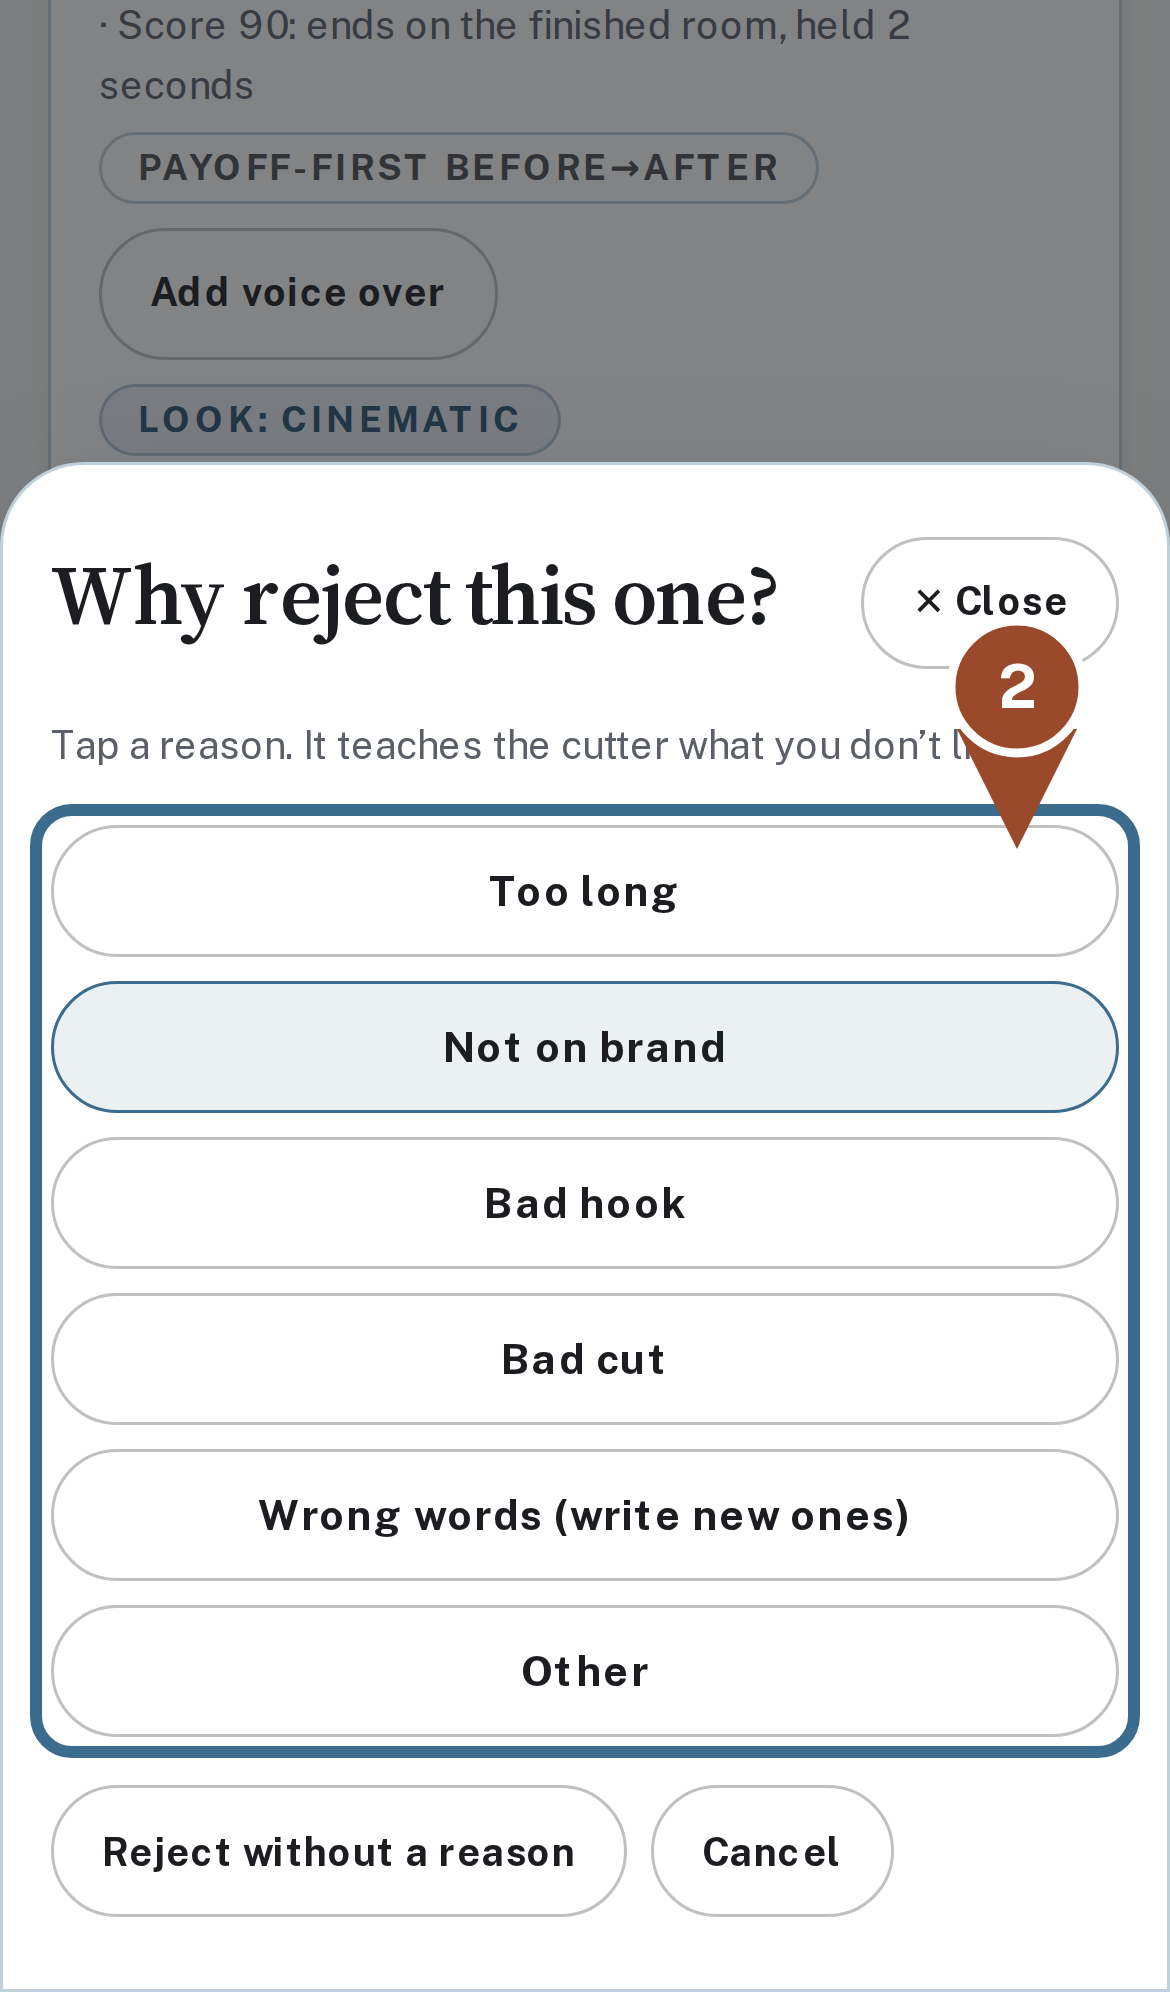 · Score 90: ends on the finished room, held 2
seconds
PAYOFF-FIRST BEFORE→AFTER
Add voice over
LOOK: CINEMATIC
Why reject this one?
× Close
2
Tap a reason. It teaches the cutter what you don’t
Too long
Not on brand
Bad hook
Bad cut
Wrong words (write new ones)
Other
Reject without a reason
Cancel